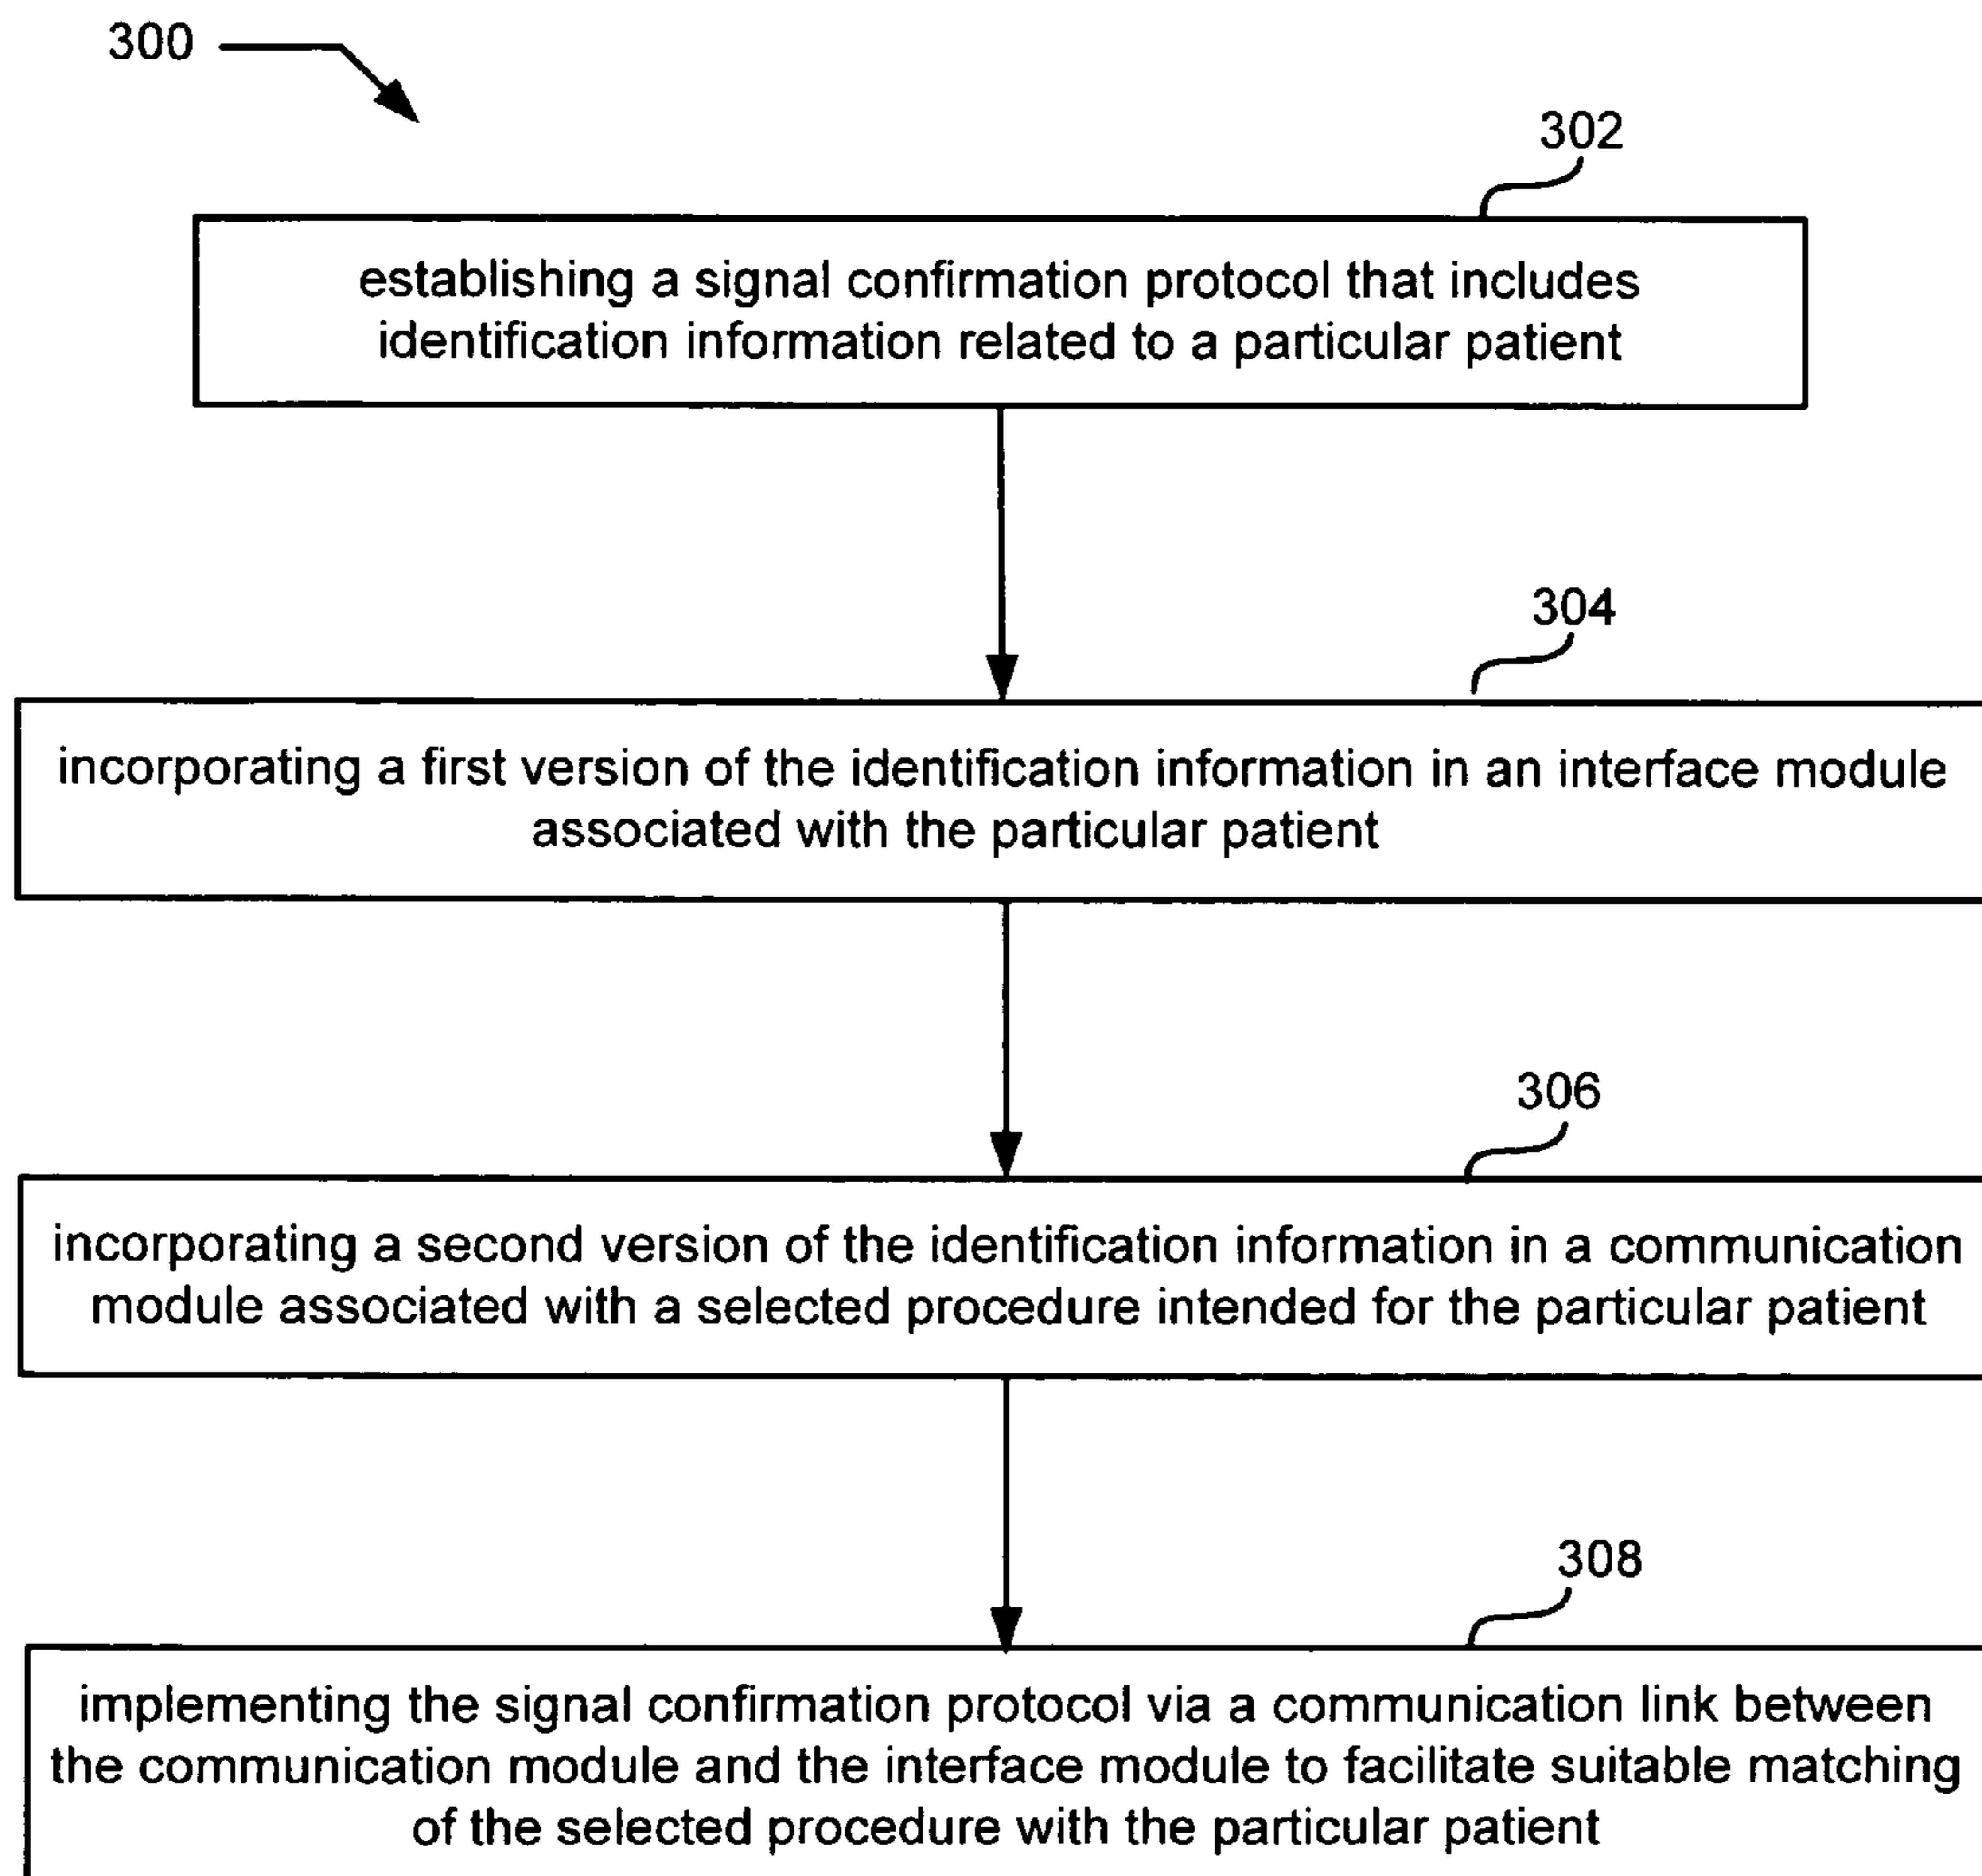 300
302
establishing a signal confirmation protocol that includes
identification information related to a particular patient
304
incorporating a first version of the identification information in an interface module
associated with the particular patient
306
incorporating a second version of the identification information in a communication
module associated with a selected procedure intended for the particular patient
308
implementing the signal confirmation protocol via a communication link between
the communication module and the interface module to facilitate suitable matching
of the selected procedure with the particular patient